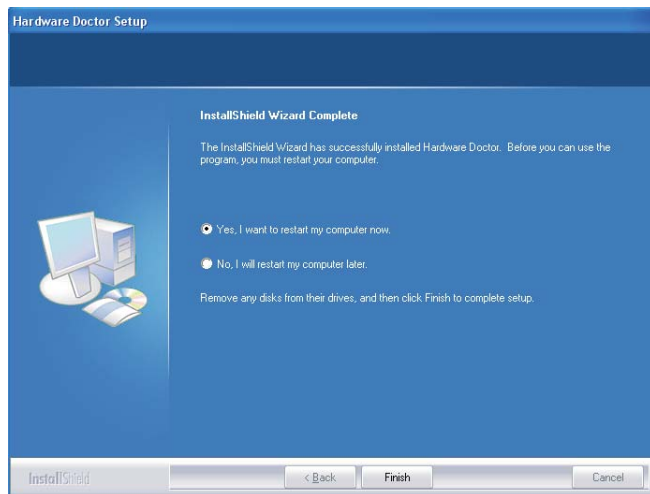 Hardware Doctor Setup
InstallShield Wizard Complete
The InstallShield Wizard has successfully installed Hardware Doctor. Before you can use the
program, you must restart your computer.
Yes, I want to restart my computer now.
No, I will restart my computer later.
Remove any disks from their drives, and then click Finish to complete setup.
InstallShield
< Back
Finish
Cancel